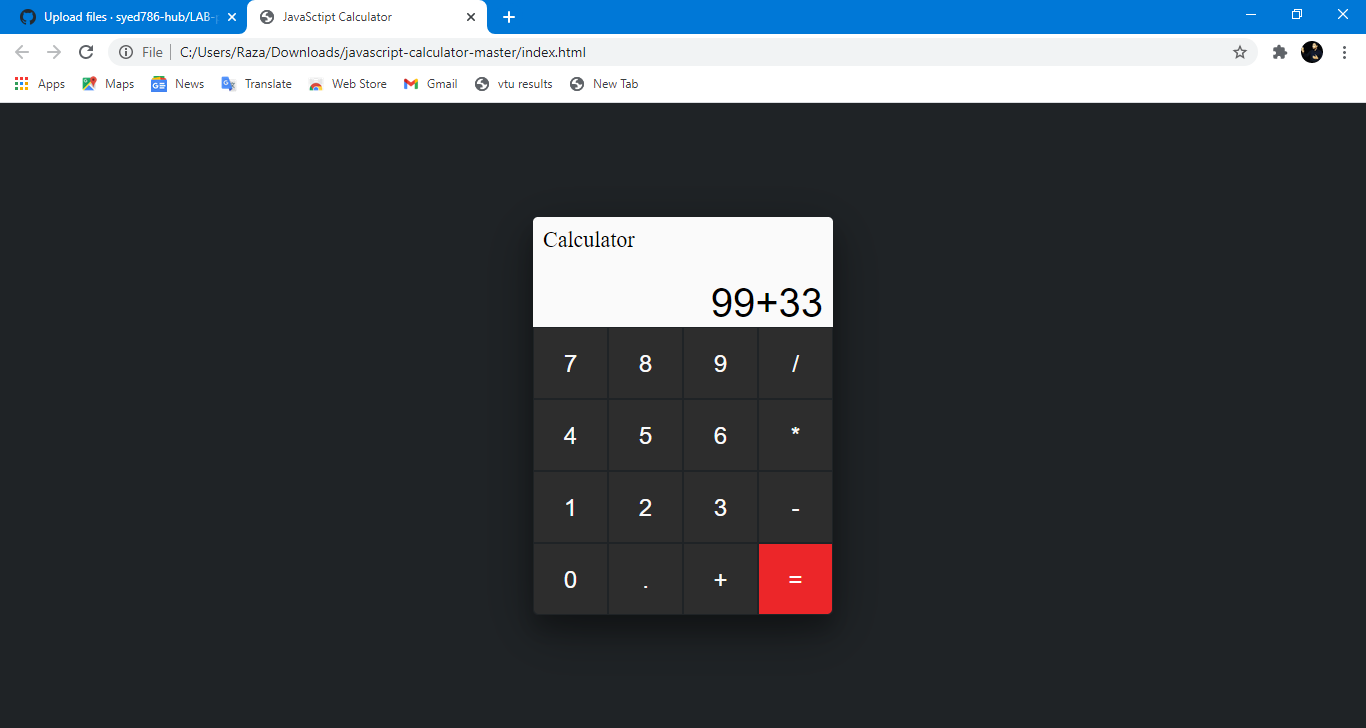 Upload files · syed786-hub/LAB-
JavaSctipt Calculator
File C:/Users/Raza/Downloads/javascript-calculator-master/index.html
Apps Maps News Translate Web Store Gmail vtu results New Tab
Calculator
99+33
7 8 9 /
4 5 6 *
1 2 3 -
0 . + =